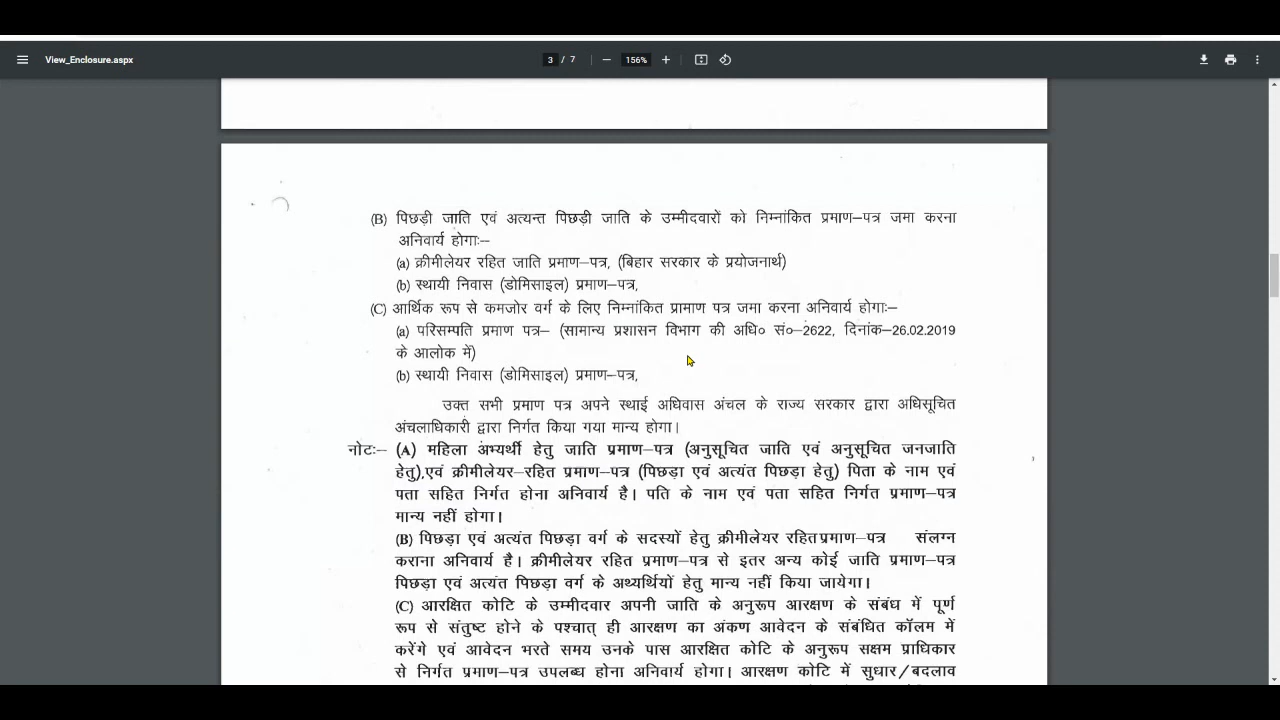 View_Enclosure.aspx
3 / 7
156%
(B) पिछड़ी जाति एवं अत्यन्त पिछड़ी जाति के उम्मीदवारों को निम्नांकित प्रमाण–पत्र जमा करना
अनिवार्य होगाः–
(a) क्रीमीलेयर रहित जाति प्रमाण–पत्र, (बिहार सरकार के प्रयोजनार्थ)
(b) स्थायी निवास (डोमिसाइल) प्रमाण–पत्र,
(C) आर्थिक रूप से कमजोर वर्ग के लिए निम्नांकित प्रामाण पत्र जमा करना अनिवार्य होगाः–
(a) परिसम्पति प्रमाण पत्र– (सामान्य प्रशासन विभाग की अधि० सं०–2622, दिनांक–26.02.2019
के आलोक में)
(b) स्थायी निवास (डोमिसाइल) प्रमाण–पत्र,
उक्त सभी प्रमाण पत्र अपने स्थाई अधिवास अंचल के राज्य सरकार द्वारा अधिसूचित
अंचलाधिकारी द्वारा निर्गत किया गया मान्य होगा।
नोटः– (A) महिला अभ्यर्थी हेतु जाति प्रमाण–पत्र (अनुसूचित जाति एवं अनुसूचित जनजाति
हेतु),एवं क्रीमीलेयर–रहित प्रमाण–पत्र (पिछड़ा एवं अत्यंत पिछड़ा हेतु) पिता के नाम एवं
पता सहित निर्गत होना अनिवार्य है। पति के नाम एवं पता सहित निर्गत प्रमाण–पत्र
मान्य नहीं होगा।
(B) पिछड़ा एवं अत्यंत पिछड़ा वर्ग के सदस्यों हेतु क्रीमीलेयर रहित प्रमाण–पत्र संलग्न
कराना अनिवार्य है। क्रीमीलेयर रहित प्रमाण–पत्र से इतर अन्य कोई जाति प्रमाण–पत्र
पिछड़ा एवं अत्यंत पिछड़ा वर्ग के अथ्यर्थियों हेतु मान्य नहीं किया जायेगा।
(C) आरक्षित कोटि के उम्मीदवार अपनी जाति के अनुरूप आरक्षण के संबंध में पूर्ण
रूप से संतुष्ट होने के पश्चात् ही आरक्षण का अंकण आवेदन के संबंधित कॉलम में
करेंगे एवं आवेदन भरते समय उनके पास आरक्षित कोटि के अनुरूप सक्षम प्राधिकार
से निर्गत प्रमाण–पत्र उपलब्ध होना अनिवार्य होगा। आरक्षण कोटि में सुधार/बदलाव